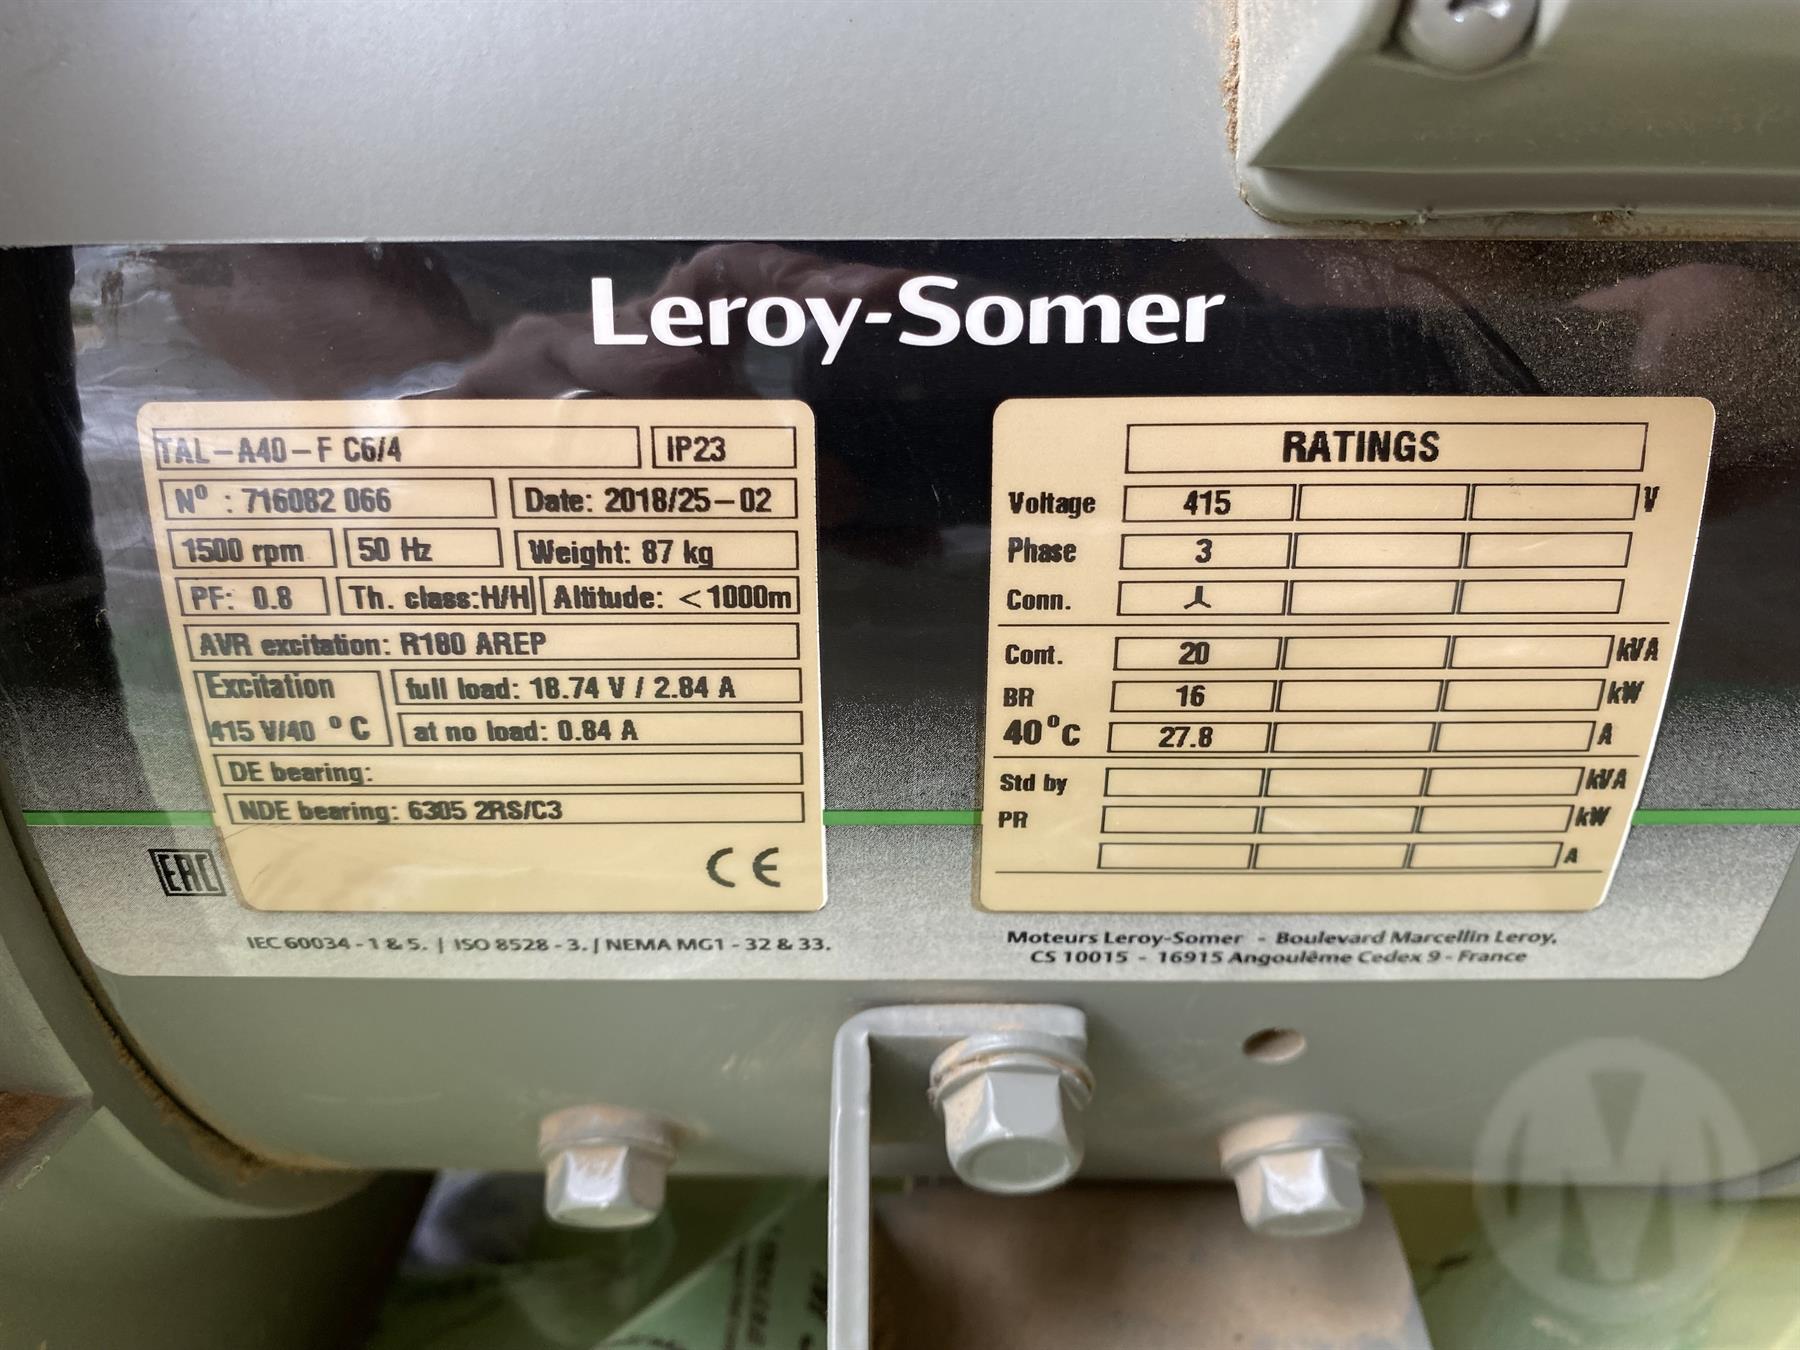 Leroy-Somer
TAL-A40-F C6/4 IP23
Nº : 716082 066 Date: 2018/25-02
1500 rpm 50 Hz Weight: 87 kg
PF: 0.8 Th. class:H/H Altitude: <1000m
AVR excitation: R180 AREP
Excitation full load: 18.74 V / 2.84 A
415 V/40 °C at no load: 0.84 A
DE bearing:
NDE bearing: 6305 2RS/C3
EAC
CE
IEC 60034 - 1 & 5. | ISO 8528 - 3. | NEMA MG1 - 32 & 33.
RATINGS
Voltage 415 V
Phase 3
Conn.
Cont. 20 kVA
BR 16 kW
40°C 27.8 A
Std by kVA
PR kW
A
Moteurs Leroy-Somer - Boulevard Marcellin Leroy,
CS 10015 - 16915 Angoulême Cedex 9 - France
M